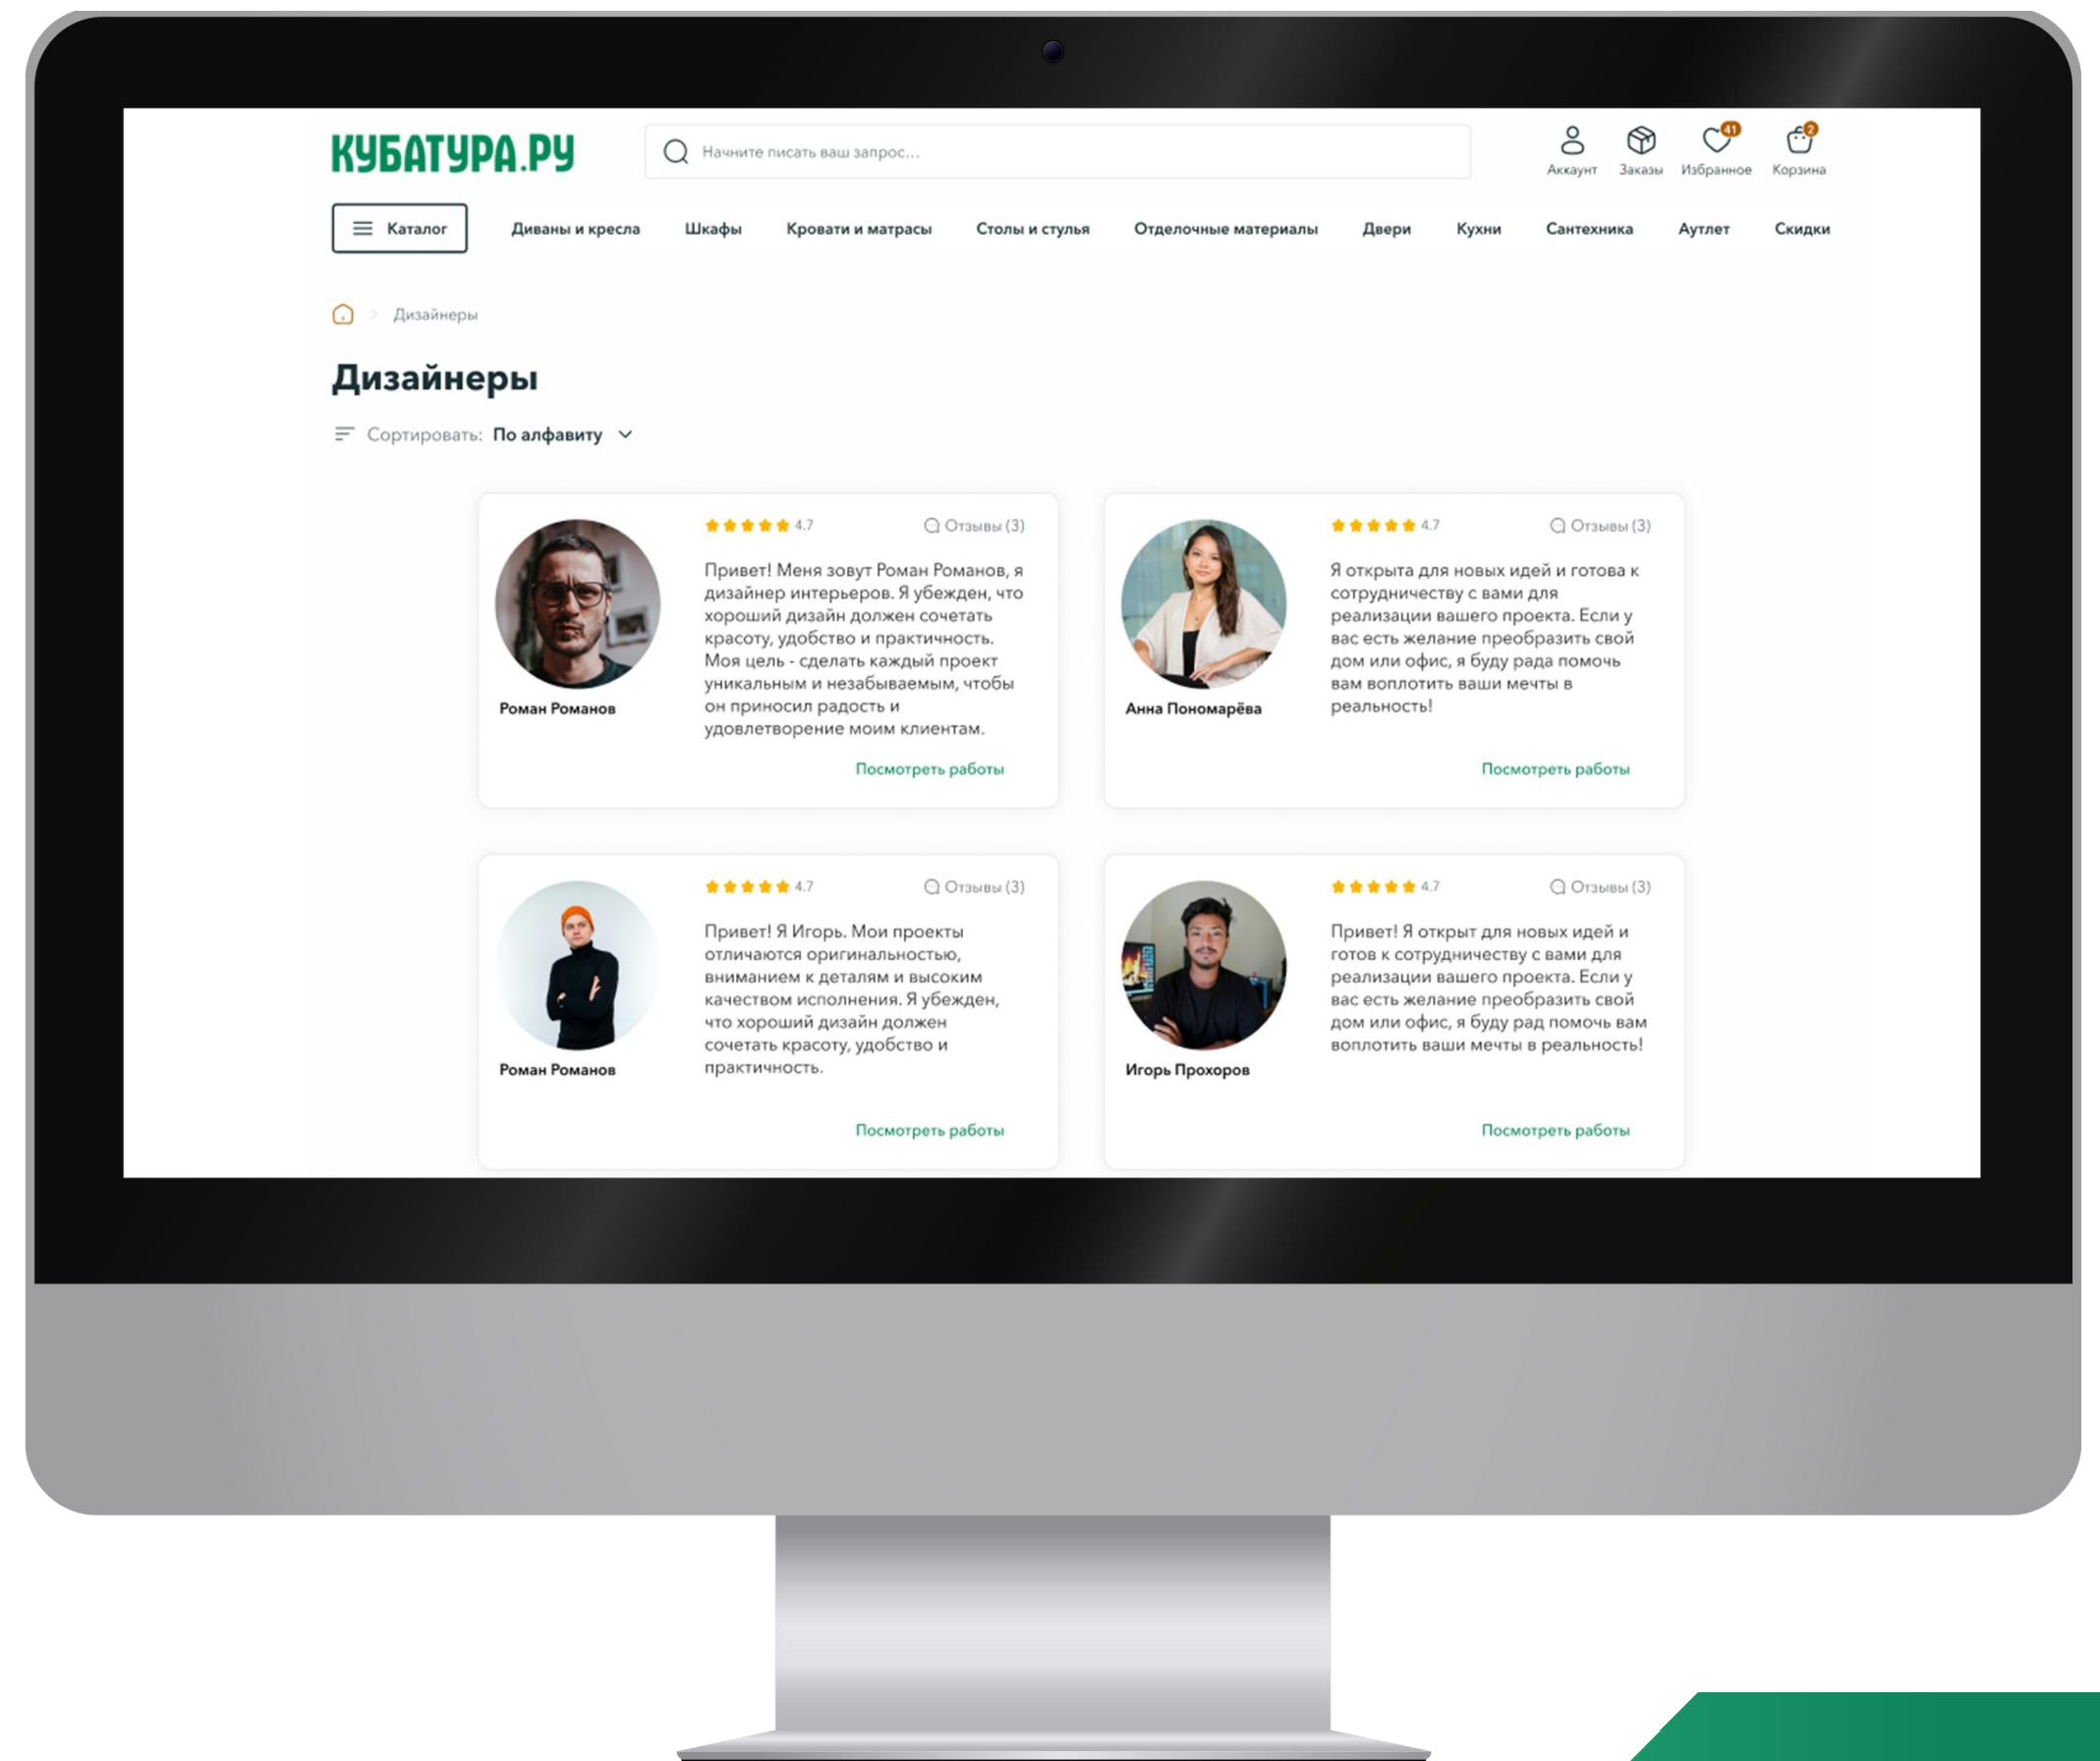 КУБАТУРА.РУ
Начните писать ваш запрос...
Аккаунт
Заказы
41
Избранное
2
Корзина
Каталог
Диваны и кресла
Шкафы
Кровати и матрасы
Столы и стулья
Отделочные материалы
Двери
Кухни
Сантехника
Аутлет
Скидки
Дизайнеры
Дизайнеры
Сортировать: По алфавиту
4.7
Отзывы (3)
Привет! Меня зовут Роман Романов, я
дизайнер интерьеров. Я убежден, что
хороший дизайн должен сочетать
красоту, удобство и практичность.
Моя цель - сделать каждый проект
уникальным и незабываемым, чтобы
он приносил радость и
удовлетворение моим клиентам.
Роман Романов
Посмотреть работы
4.7
Отзывы (3)
Я открыта для новых идей и готова к
сотрудничеству с вами для
реализации вашего проекта. Если у
вас есть желание преобразить свой
дом или офис, я буду рада помочь
вам воплотить ваши мечты в
реальность!
Анна Пономарёва
Посмотреть работы
4.7
Отзывы (3)
Привет! Я Игорь. Мои проекты
отличаются оригинальностью,
вниманием к деталям и высоким
качеством исполнения. Я убежден,
что хороший дизайн должен
сочетать красоту, удобство и
практичность.
Роман Романов
Посмотреть работы
4.7
Отзывы (3)
Привет! Я открыт для новых идей и
готов к сотрудничеству с вами для
реализации вашего проекта. Если у
вас есть желание преобразить свой
дом или офис, я буду рад помочь вам
воплотить ваши мечты в реальность!
Игорь Прохоров
Посмотреть работы